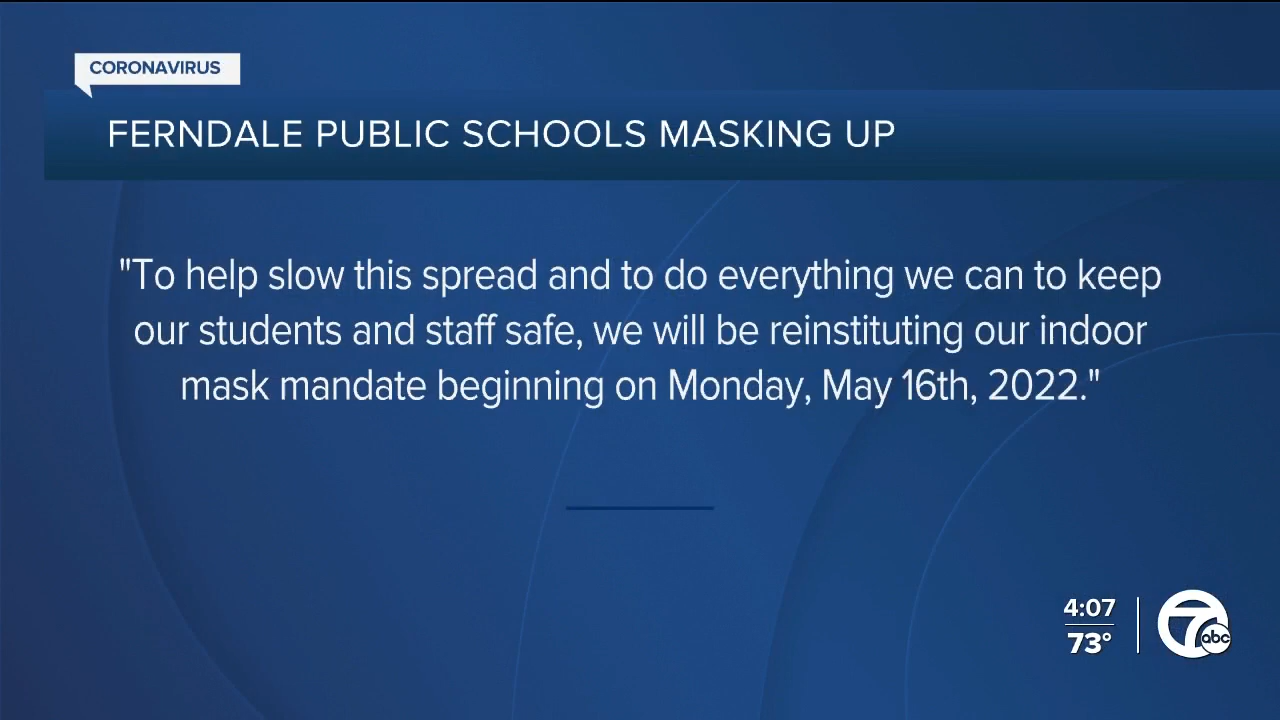 CORONAVIRUS
FERNDALE PUBLIC SCHOOLS MASKING UP
"To help slow this spread and to do everything we can to keep
our students and staff safe, we will be reinstituting our indoor
mask mandate beginning on Monday, May 16th, 2022."
4:07
73°
7 abc